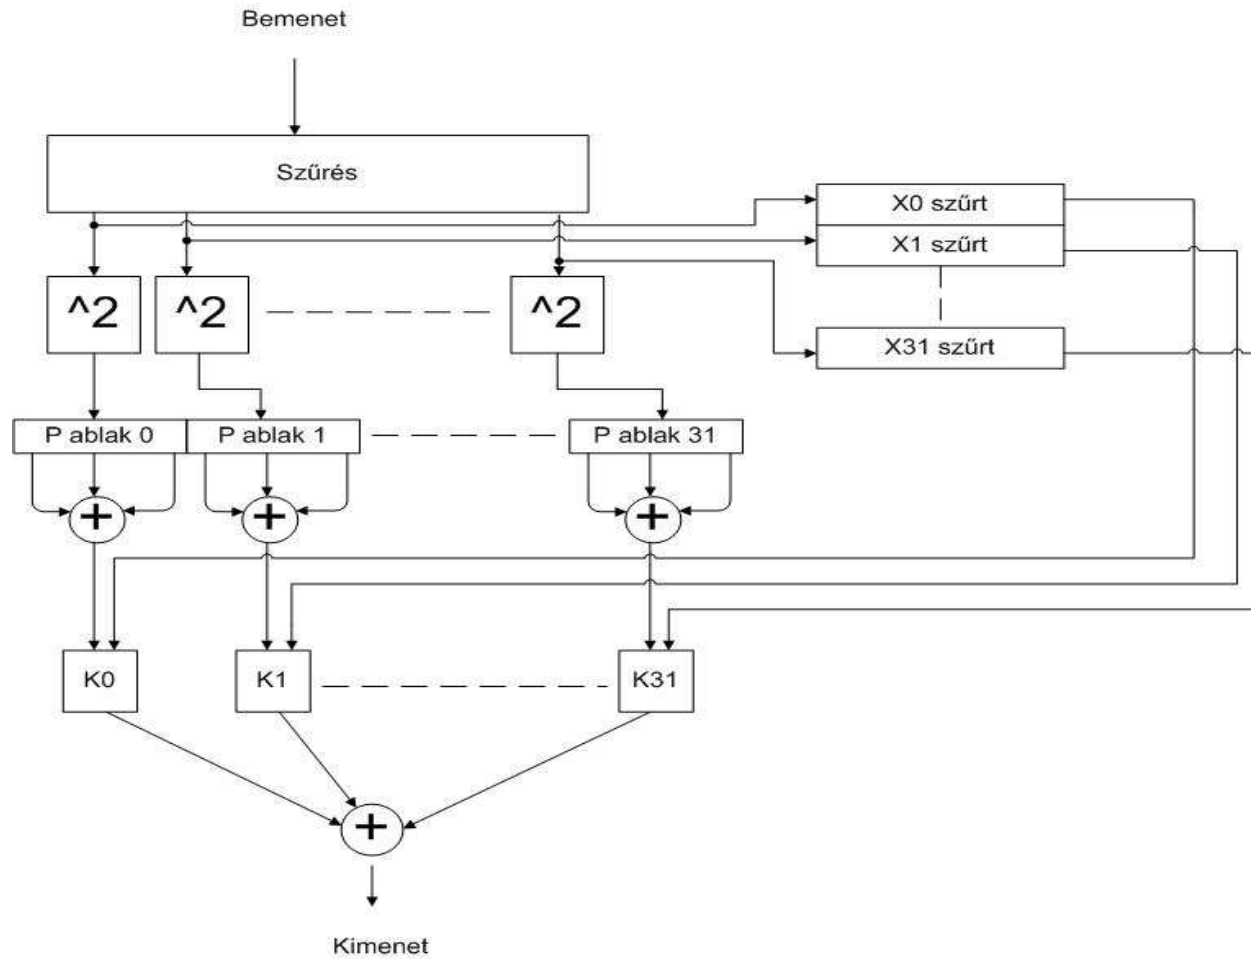 Bemenet
Szűrés
X0 szűrt
X1 szűrt
X31 szűrt
^2
^2
^2
P ablak 0
P ablak 1
P ablak 31
+
+
+
K0
K1
K31
+
Kimenet